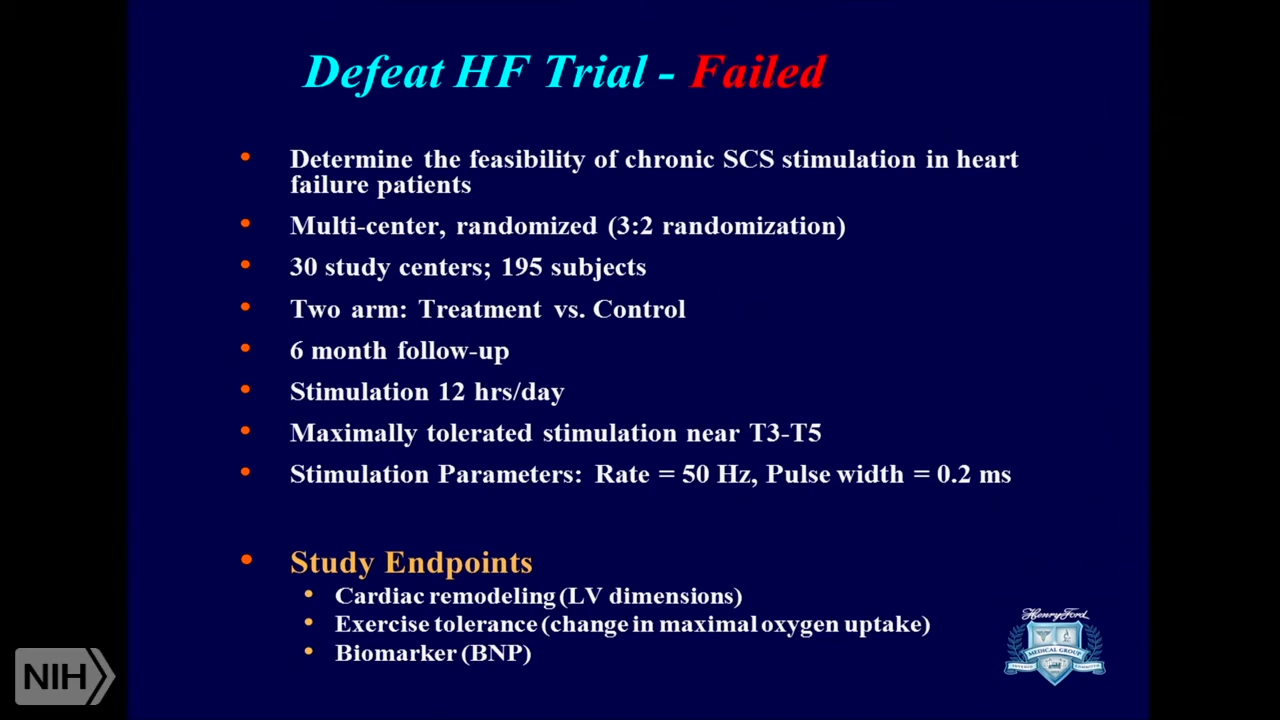 Defeat HF Trial - Failed
• Determine the feasibility of chronic SCS stimulation in heart
failure patients
• Multi-center, randomized (3:2 randomization)
• 30 study centers; 195 subjects
• Two arm: Treatment vs. Control
• 6 month follow-up
• Stimulation 12 hrs/day
• Maximally tolerated stimulation near T3-T5
• Stimulation Parameters: Rate = 50 Hz, Pulse width = 0.2 ms
• Study Endpoints
• Cardiac remodeling (LV dimensions)
• Exercise tolerance (change in maximal oxygen uptake)
• Biomarker (BNP)
Henry Ford
MEDICAL GROUP
NIH